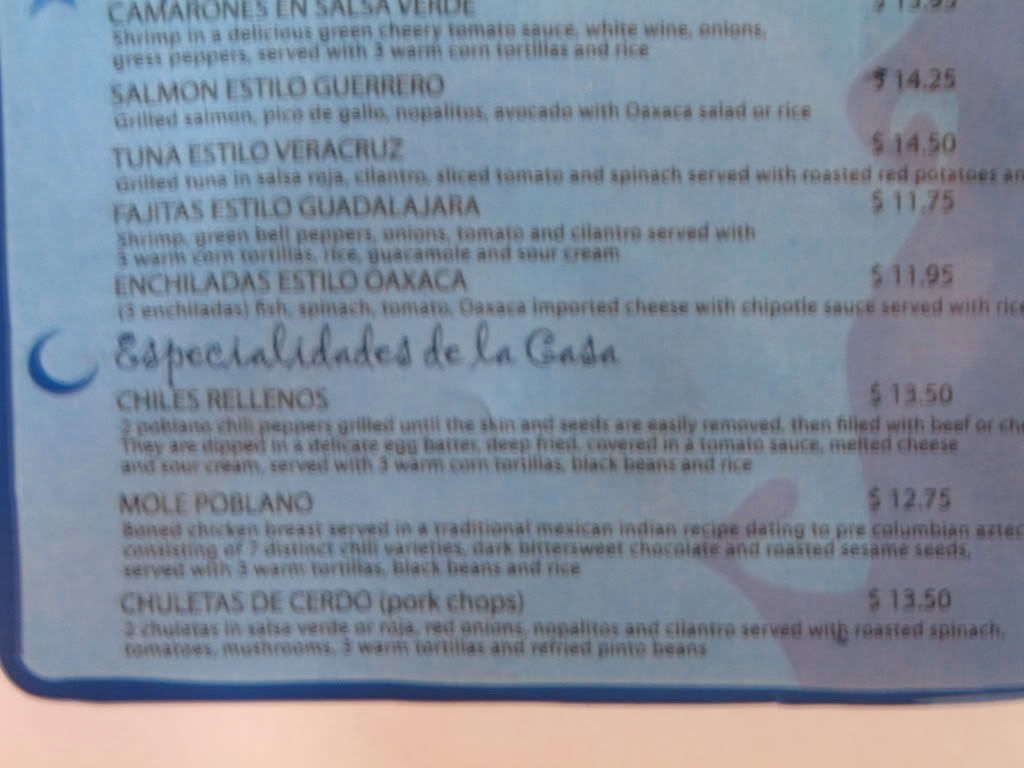 CAMARONES EN SALSA VERDE $ 13.95
Shrimp in a delicious green cheery tomato sauce, white wine, onions,
gress peppers, served with 3 warm corn tortillas and rice
SALMON ESTILO GUERRERO $ 14.25
Grilled salmon, pico de gallo, nopalitos, avocado with Oaxaca salad or rice
TUNA ESTILO VERACRUZ $ 14.50
Grilled tuna in salsa roja, cilantro, sliced tomato and spinach served with roasted red potatoes an
FAJITAS ESTILO GUADALAJARA $ 11.75
Shrimp, green bell peppers, onions, tomato and cilantro served with
3 warm corn tortillas, rice, guacamole and sour cream
ENCHILADAS ESTILO OAXACA $ 11.95
(3 enchiladas) fish, spinach, tomato, Oaxaca imported cheese with chipotle sauce served with rice
Especialidades de la Casa
CHILES RELLENOS $ 13.50
2 poblano chili peppers grilled until the skin and seeds are easily removed, then filled with beef or che
They are dipped in a delicate egg batter, deep fried, covered in a tomato sauce, melted cheese
and sour cream, served with 3 warm corn tortillas, black beans and rice
MOLE POBLANO $ 12.75
Boned chicken breast served in a traditional mexican indian recipe dating to pre columbian aztec
consisting of 7 distinct chili varieties, dark bittersweet chocolate and roasted sesame seeds,
served with 3 warm tortillas, black beans and rice
CHULETAS DE CERDO (pork chops) $ 13.50
2 chuletas in salsa verde or roja, red onions, nopalitos and cilantro served with roasted spinach,
tomatoes, mushrooms, 3 warm tortillas and refried pinto beans